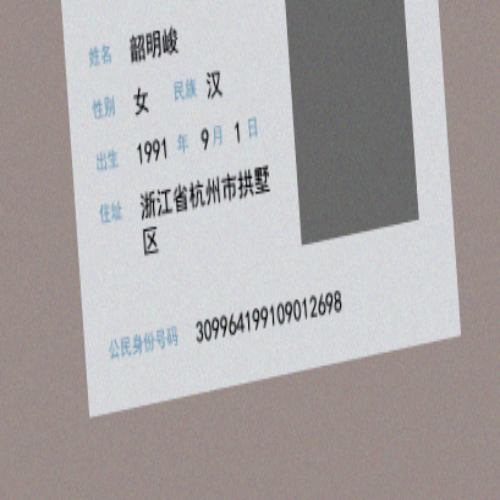 姓名 韶明峻
性别 女 民族 汉
出生 1991 年 9 月 1 日
住址 浙江省杭州市拱墅
区
公民身份号码 309964199109012698